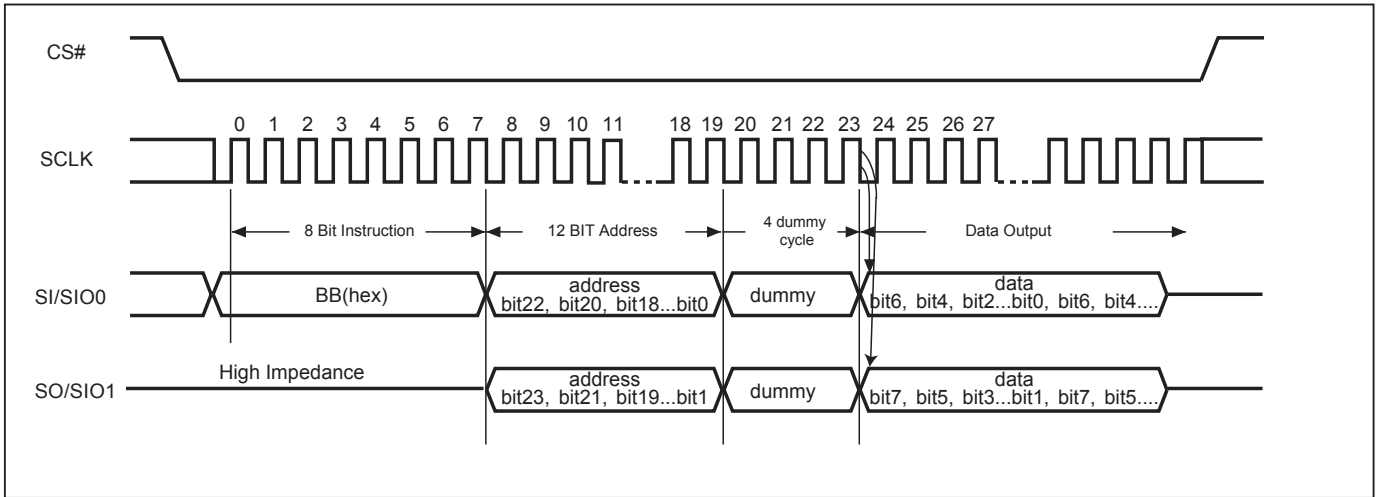 CS#
0 1 2 3 4 5 6 7 8 9 10 11 18 19 20 21 22 23 24 25 26 27
SCLK
8 Bit Instruction
12 BIT Address
4 dummy
cycle
Data Output
SI/SIO0
BB(hex)
address
bit22, bit20, bit18...bit0
dummy
data
bit6, bit4, bit2...bit0, bit6, bit4....
High Impedance
SO/SIO1
address
bit23, bit21, bit19...bit1
dummy
data
bit7, bit5, bit3...bit1, bit7, bit5....